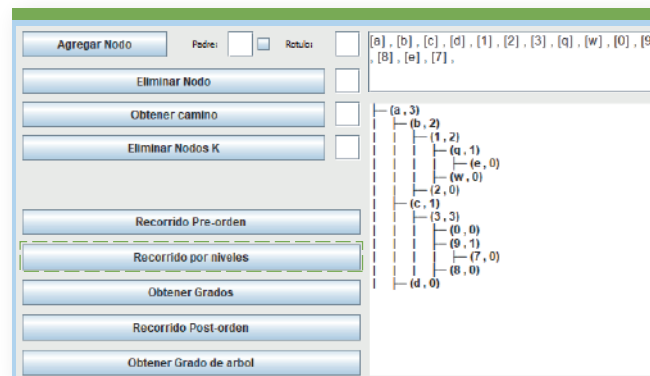 Agregar Nodo Padre: Rotulo:
Eliminar Nodo
Obtener camino
Eliminar Nodos K
Recorrido Pre-orden
Recorrido por niveles
Obtener Grados
Recorrido Post-orden
Obtener Grado de arbol
[a] , [b] , [c] , [d] , [1] , [2] , [3] , [q] , [w] , [0] , [9
, [8] , [e] , [7] ,
(a , 3)
(b , 2)
(1 , 2)
(q , 1)
(e , 0)
(w , 0)
(2 , 0)
(c , 1)
(3 , 3)
(0 , 0)
(9 , 1)
(7 , 0)
(8 , 0)
(d , 0)